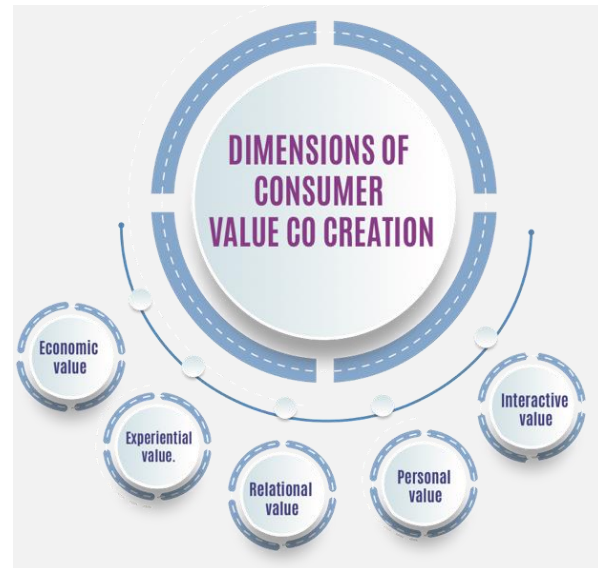 DIMENSIONS OF
CONSUMER
VALUE CO CREATION
Economic
value
Experiential
value.
Relational
value
Personal
value
Interactive
value